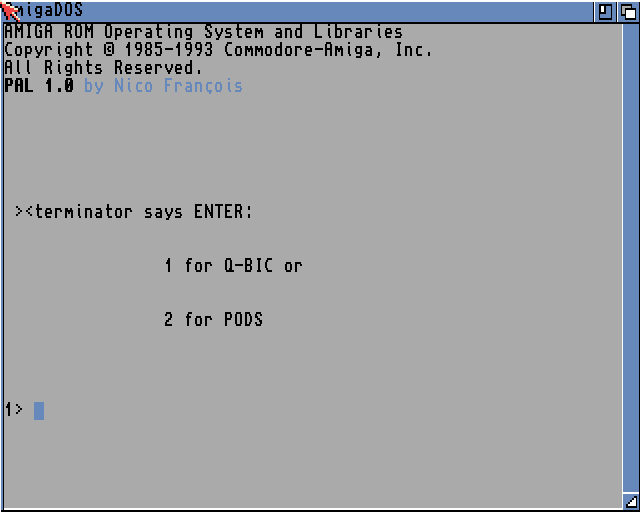 AmigaDOS
AMIGA ROM Operating System and Libraries
Copyright © 1985-1993 Commodore-Amiga, Inc.
All Rights Reserved.
PAL 1.0 by Nico François
><terminator says ENTER:
1 for Q-BIC or
2 for PODS
1>